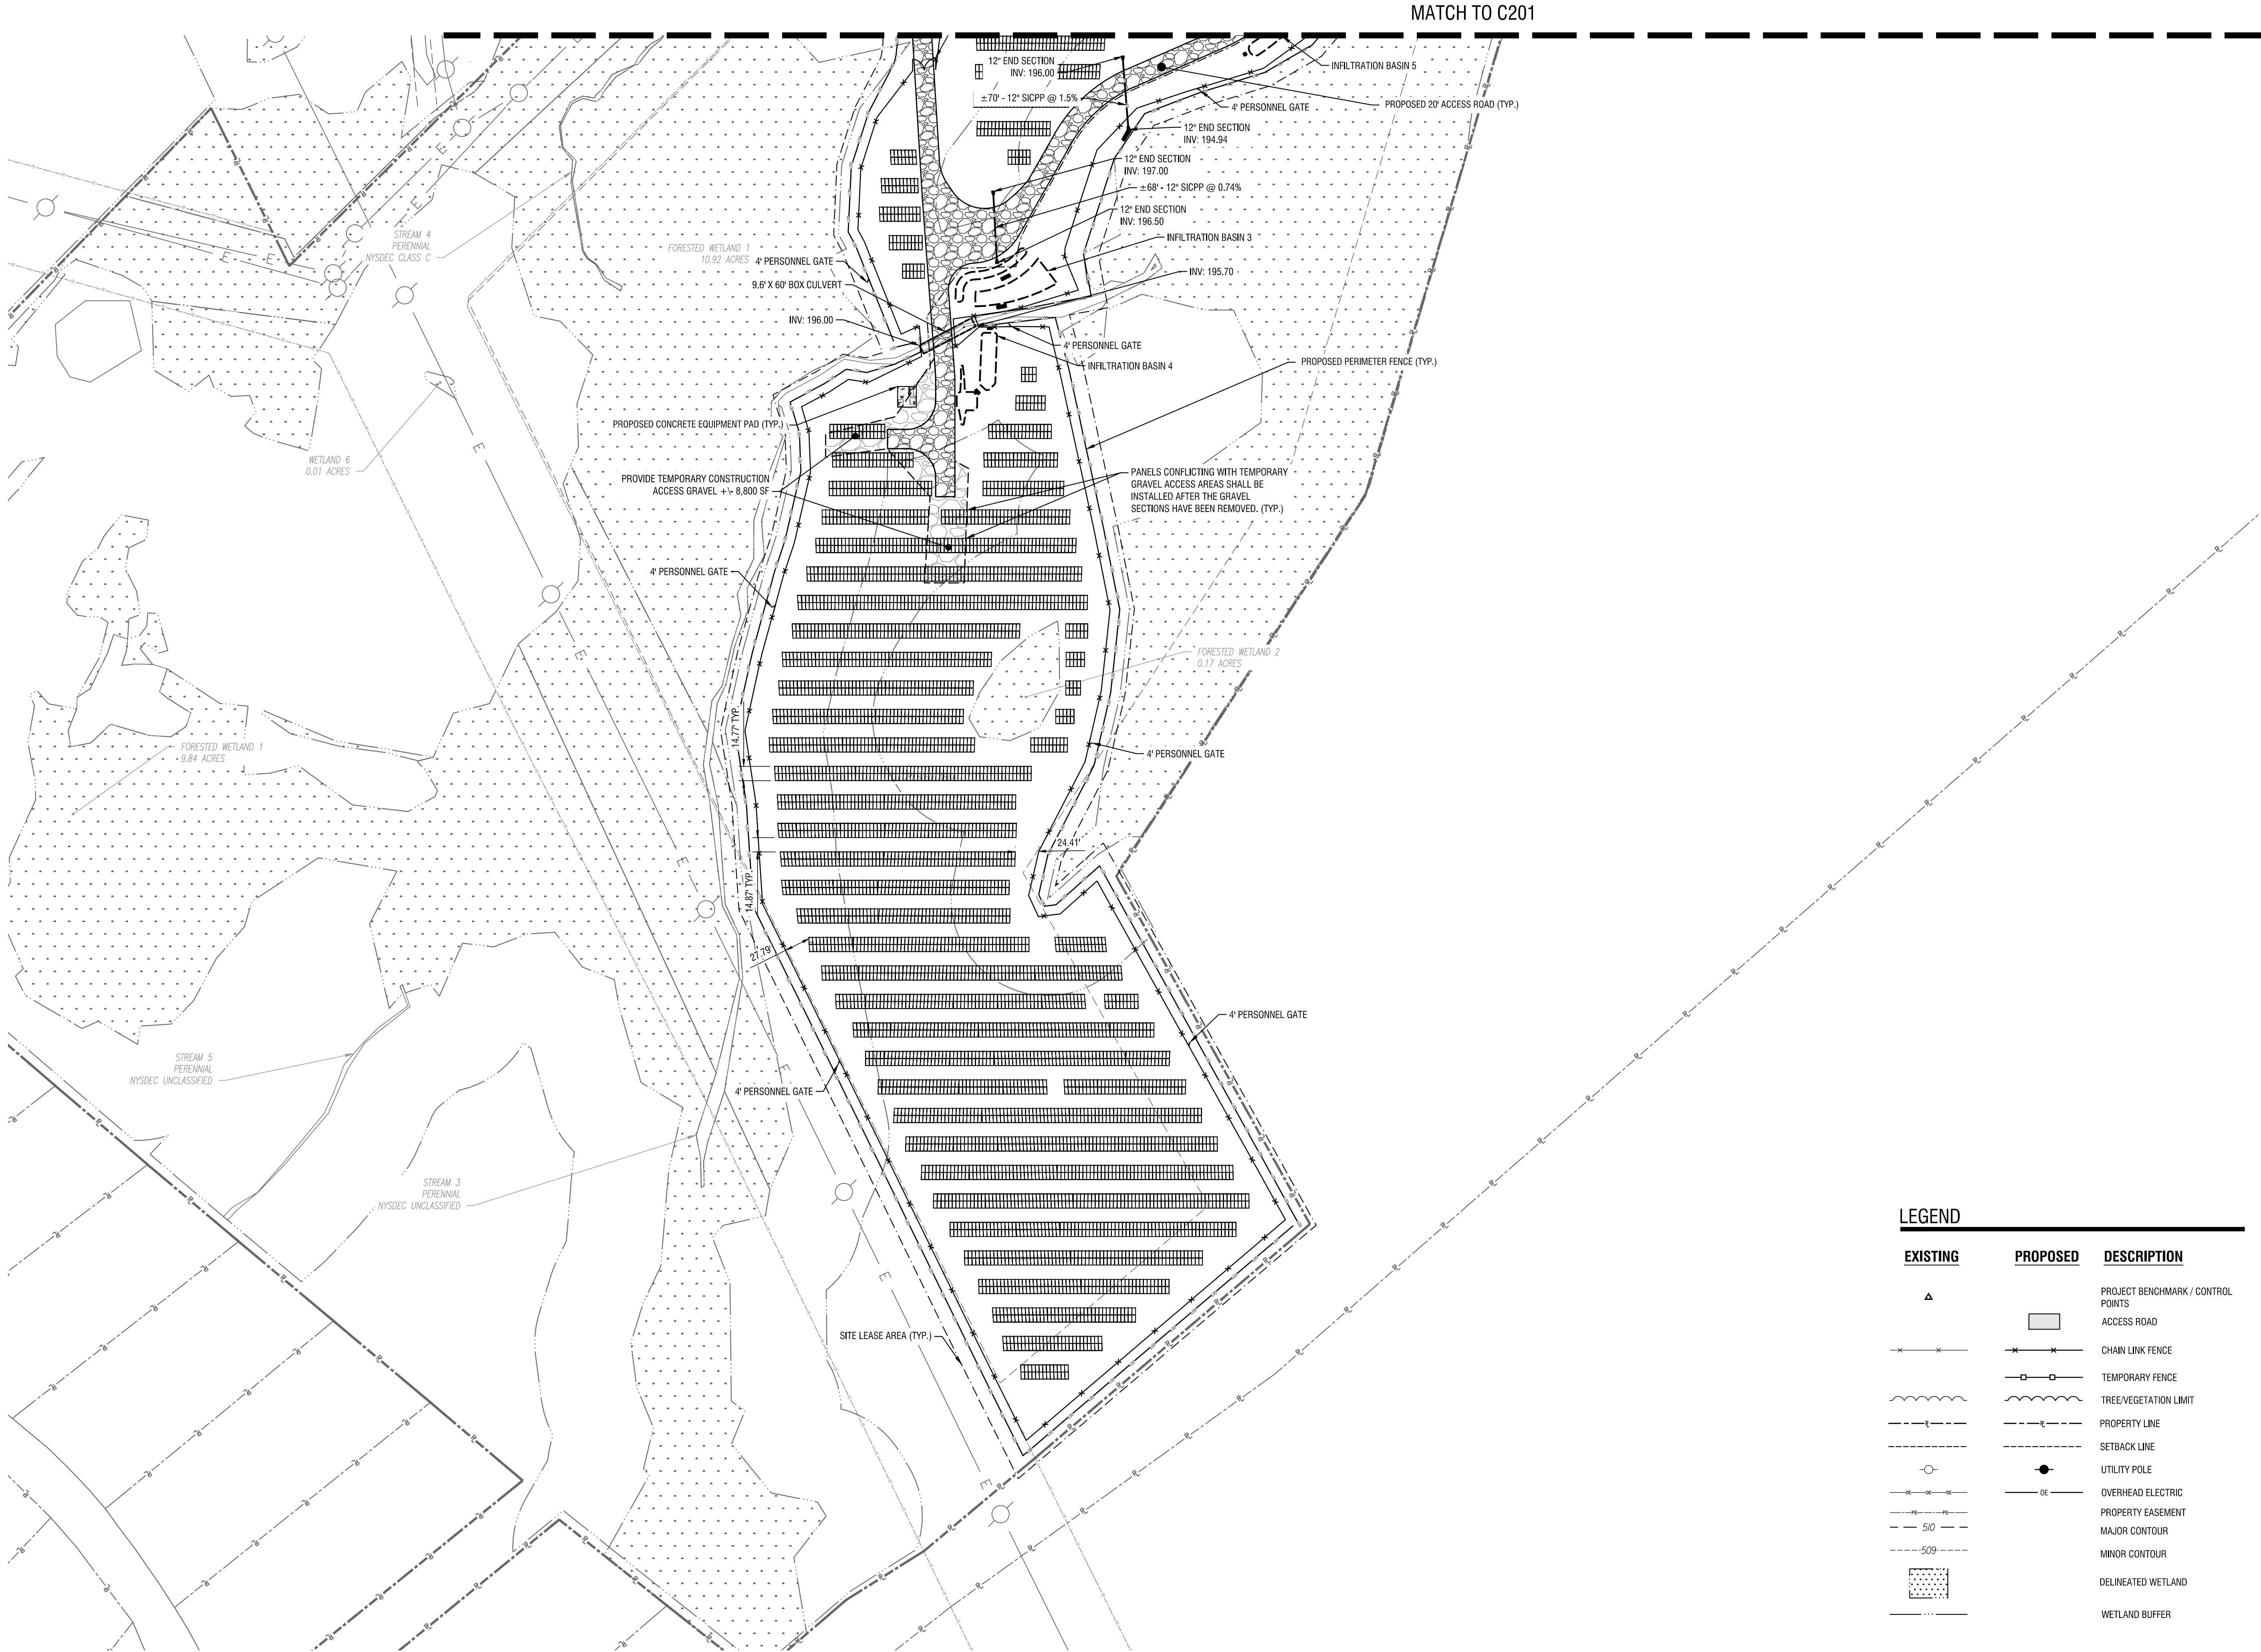 MATCH TO C201
12" END SECTION
INV: 196.00
±70' - 12" SICPP @ 1.5%
INFILTRATION BASIN 5
4' PERSONNEL GATE
PROPOSED 20' ACCESS ROAD (TYP.)
12" END SECTION
INV: 194.94
12" END SECTION
INV: 197.00
±68' - 12" SICPP @ 0.74%
12" END SECTION
INV: 196.50
INFILTRATION BASIN 3
STREAM 4
PERENNIAL
NYSDEC CLASS C
FORESTED WETLAND 1
10.92 ACRES
4' PERSONNEL GATE
INV: 195.70
9.6' X 60' BOX CULVERT
INV: 196.00
4' PERSONNEL GATE
INFILTRATION BASIN 4
PROPOSED PERIMETER FENCE (TYP.)
PROPOSED CONCRETE EQUIPMENT PAD (TYP.)
WETLAND 6
0.01 ACRES
PROVIDE TEMPORARY CONSTRUCTION
ACCESS GRAVEL +\- 8,800 SF
PANELS CONFLICTING WITH TEMPORARY
GRAVEL ACCESS AREAS SHALL BE
INSTALLED AFTER THE GRAVEL
SECTIONS HAVE BEEN REMOVED. (TYP.)
4' PERSONNEL GATE
FORESTED WETLAND 2
0.17 ACRES
14.77' TYP.
FORESTED WETLAND 1
9.84 ACRES
4' PERSONNEL GATE
24.41'
14.87' TYP.
27.79'
4' PERSONNEL GATE
STREAM 5
PERENNIAL
NYSDEC UNCLASSIFIED
4' PERSONNEL GATE
STREAM 3
PERENNIAL
NYSDEC UNCLASSIFIED
SITE LEASE AREA (TYP.)
LEGEND
EXISTING PROPOSED DESCRIPTION
PROJECT BENCHMARK / CONTROL
POINTS
ACCESS ROAD
CHAIN LINK FENCE
TEMPORARY FENCE
TREE/VEGETATION LIMIT
PROPERTY LINE
SETBACK LINE
UTILITY POLE
OE OVERHEAD ELECTRIC
PE PE PROPERTY EASEMENT
510 MAJOR CONTOUR
509 MINOR CONTOUR
DELINEATED WETLAND
WETLAND BUFFER